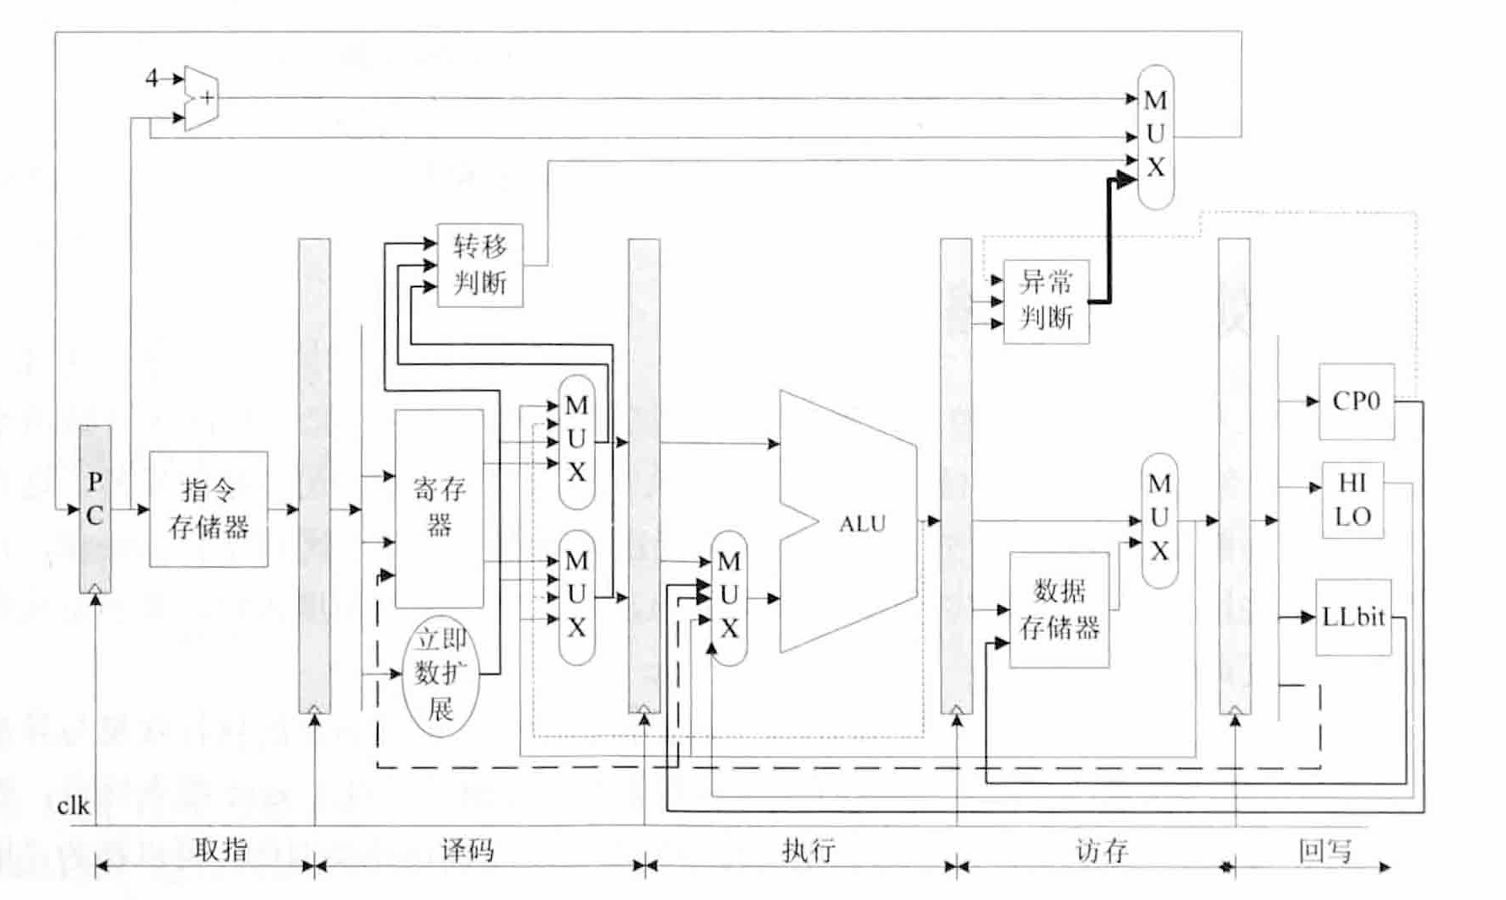 4
+
M
U
X
转移
判断
异常
判断
P
C
指令
存储器
寄存
器
立即
数扩
展
M
U
X
M
U
X
M
U
X
ALU
数据
存储器
M
U
X
CP0
HI
LO
LLbit
clk
取指
译码
执行
访存
回写